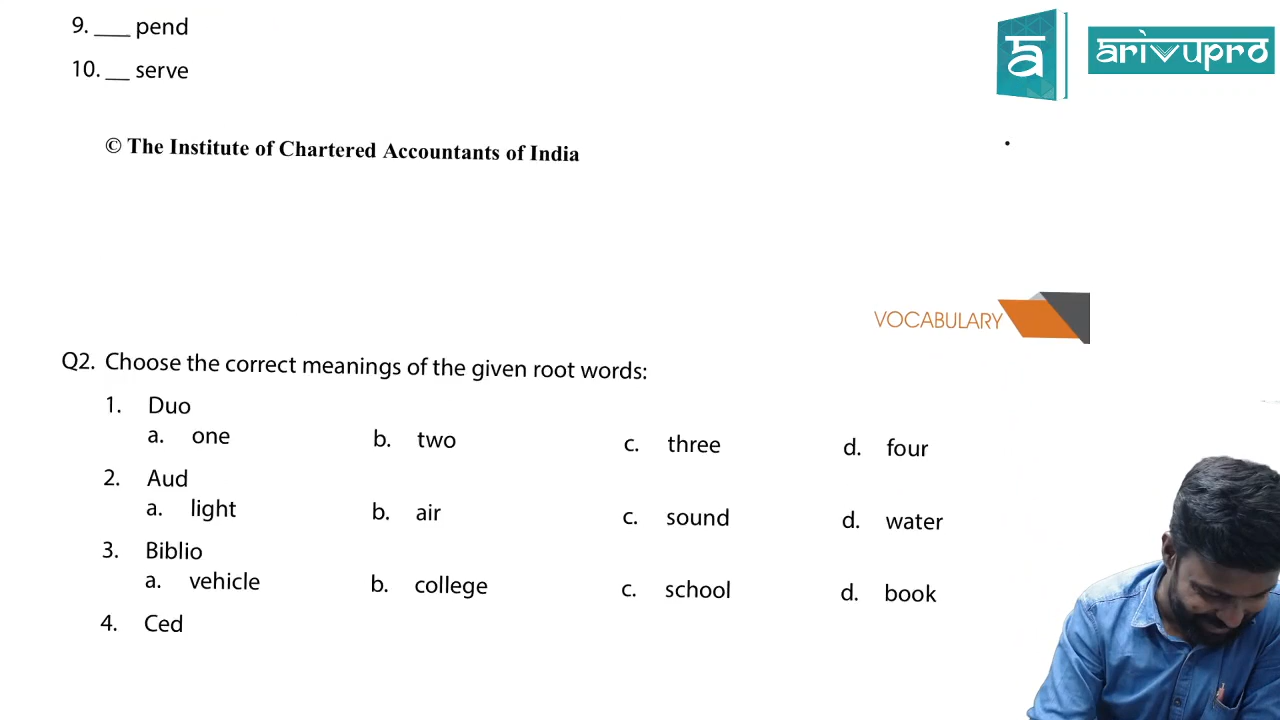 9. ___ pend
10. __ serve
a
arivupro
© The Institute of Chartered Accountants of India
VOCABULARY
Q2. Choose the correct meanings of the given root words:
1. Duo
a. one b. two c. three d. four
2. Aud
a. light b. air c. sound d. water
3. Biblio
a. vehicle b. college c. school d. book
4. Ced